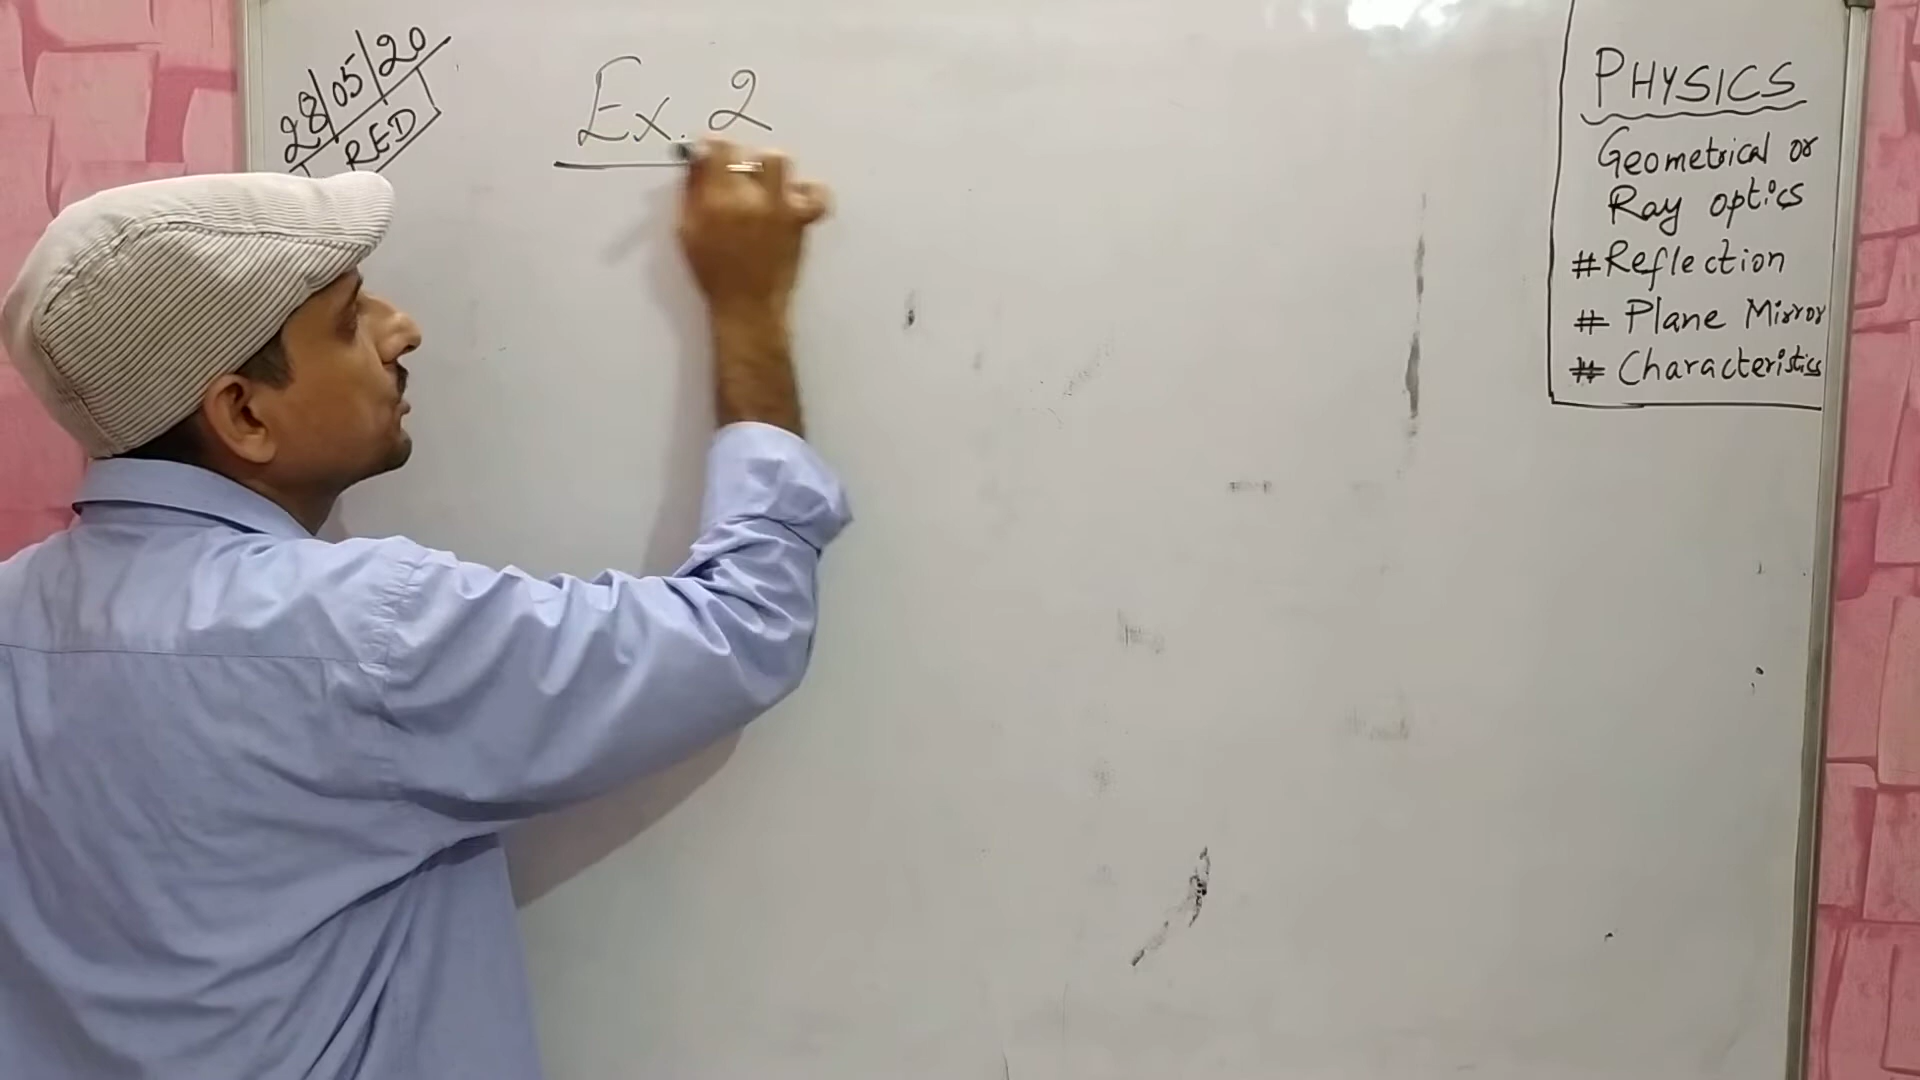 28/05/20
RED
Ex. 2
PHYSICS
Geometrical or
Ray optics
# Reflection
# Plane Mirror
# Characteristics